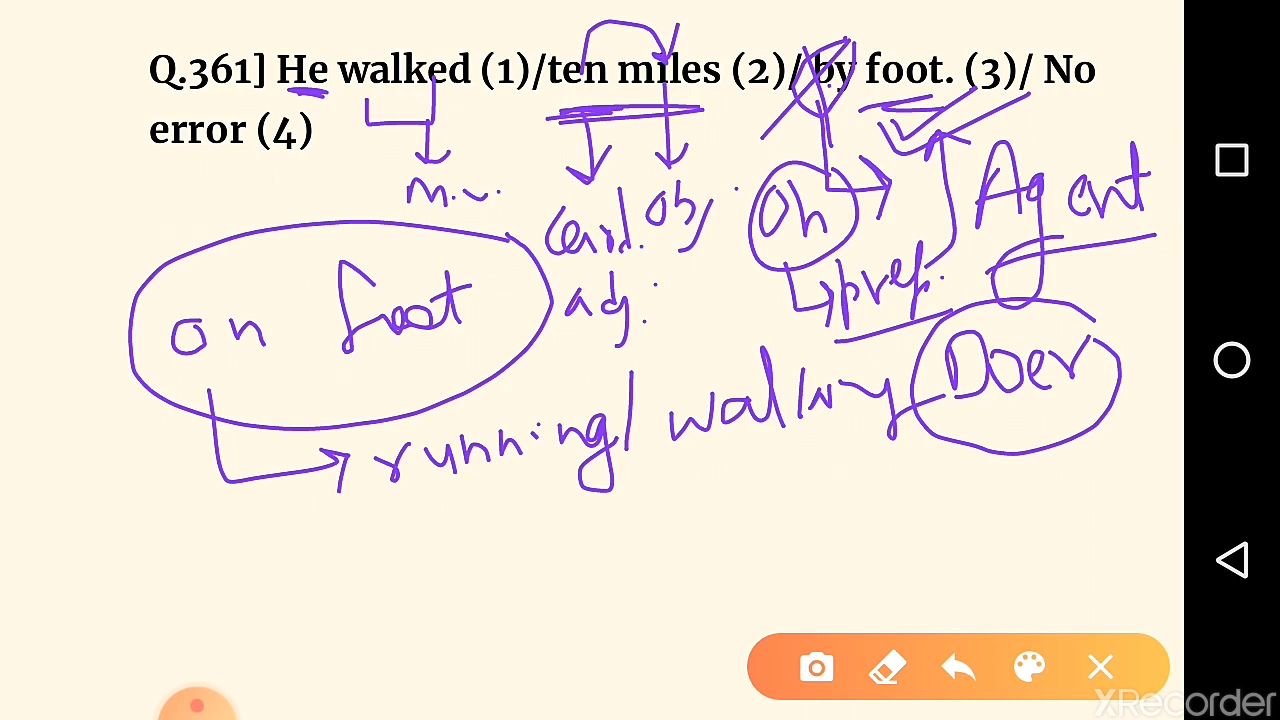 Q.361] He walked (1)/ten miles (2)/ by foot. (3)/ No
error (4)
m.v.
Card. Obj.
adj.
On
Agent
prep.
on foot
Doer
running/ walking
XRecorder